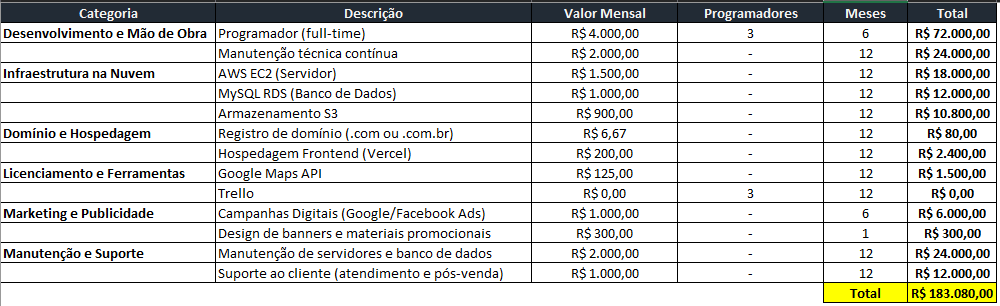 Categoria Descrição Valor Mensal Programadores Meses Total
Desenvolvimento e Mão de Obra Programador (full-time) R$ 4.000,00 3 6 R$ 72.000,00
Manutenção técnica contínua R$ 2.000,00 - 12 R$ 24.000,00
Infraestrutura na Nuvem AWS EC2 (Servidor) R$ 1.500,00 - 12 R$ 18.000,00
MySQL RDS (Banco de Dados) R$ 1.000,00 - 12 R$ 12.000,00
Armazenamento S3 R$ 900,00 - 12 R$ 10.800,00
Domínio e Hospedagem Registro de domínio (.com ou .com.br) R$ 6,67 - 12 R$ 80,00
Hospedagem Frontend (Vercel) R$ 200,00 - 12 R$ 2.400,00
Licenciamento e Ferramentas Google Maps API R$ 125,00 - 12 R$ 1.500,00
Trello R$ 0,00 3 12 R$ 0,00
Marketing e Publicidade Campanhas Digitais (Google/Facebook Ads) R$ 1.000,00 - 6 R$ 6.000,00
Design de banners e materiais promocionais R$ 300,00 - 1 R$ 300,00
Manutenção e Suporte Manutenção de servidores e banco de dados R$ 2.000,00 - 12 R$ 24.000,00
Suporte ao cliente (atendimento e pós-venda) R$ 1.000,00 - 12 R$ 12.000,00
Total R$ 183.080,00